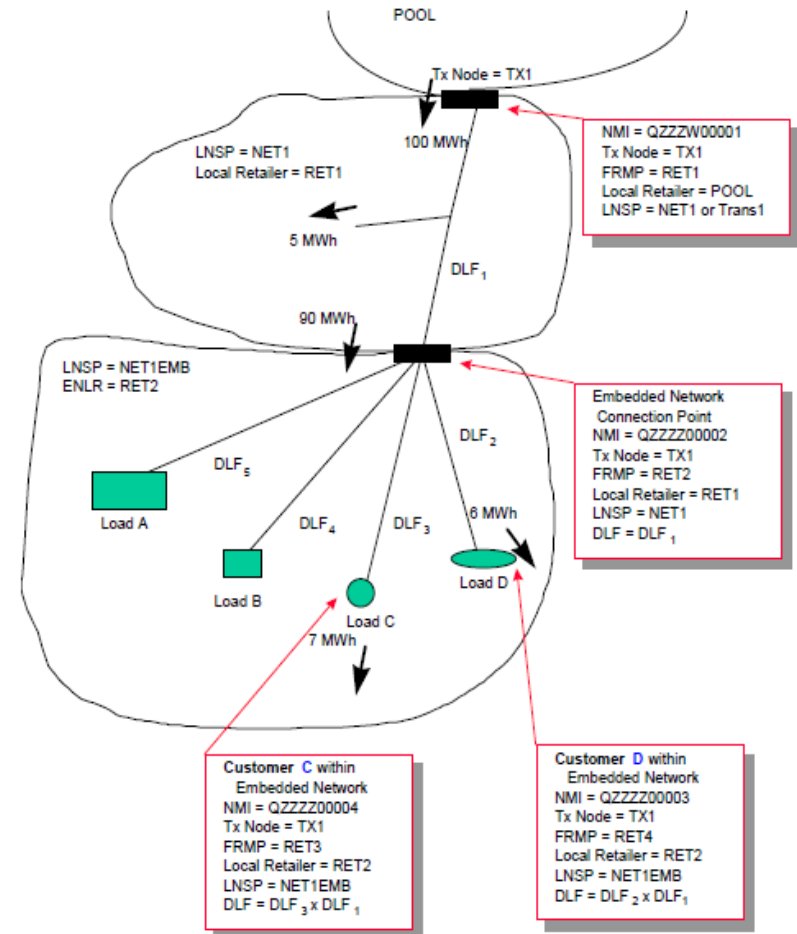 POOL
Tx Node = TX1
100 MWh
LNSP = NET1
Local Retailer = RET1
NMI = QZZZW00001
Tx Node = TX1
FRMP = RET1
Local Retailer = POOL
LNSP = NET1 or Trans1
5 MWh
DLF1
90 MWh
LNSP = NET1EMB
ENLR = RET2
Embedded Network
Connection Point
NMI = QZZZZ00002
Tx Node = TX1
FRMP = RET2
Local Retailer = RET1
LNSP = NET1
DLF = DLF1
DLF2
DLF5
DLF4
DLF3
6 MWh
Load A
Load B
Load C
Load D
7 MWh
Customer C within
Embedded Network
NMI = QZZZZ00004
Tx Node = TX1
FRMP = RET3
Local Retailer = RET2
LNSP = NET1EMB
DLF = DLF3 x DLF1
Customer D within
Embedded Network
NMI = QZZZZ00003
Tx Node = TX1
FRMP = RET4
Local Retailer = RET2
LNSP = NET1EMB
DLF = DLF2 x DLF1